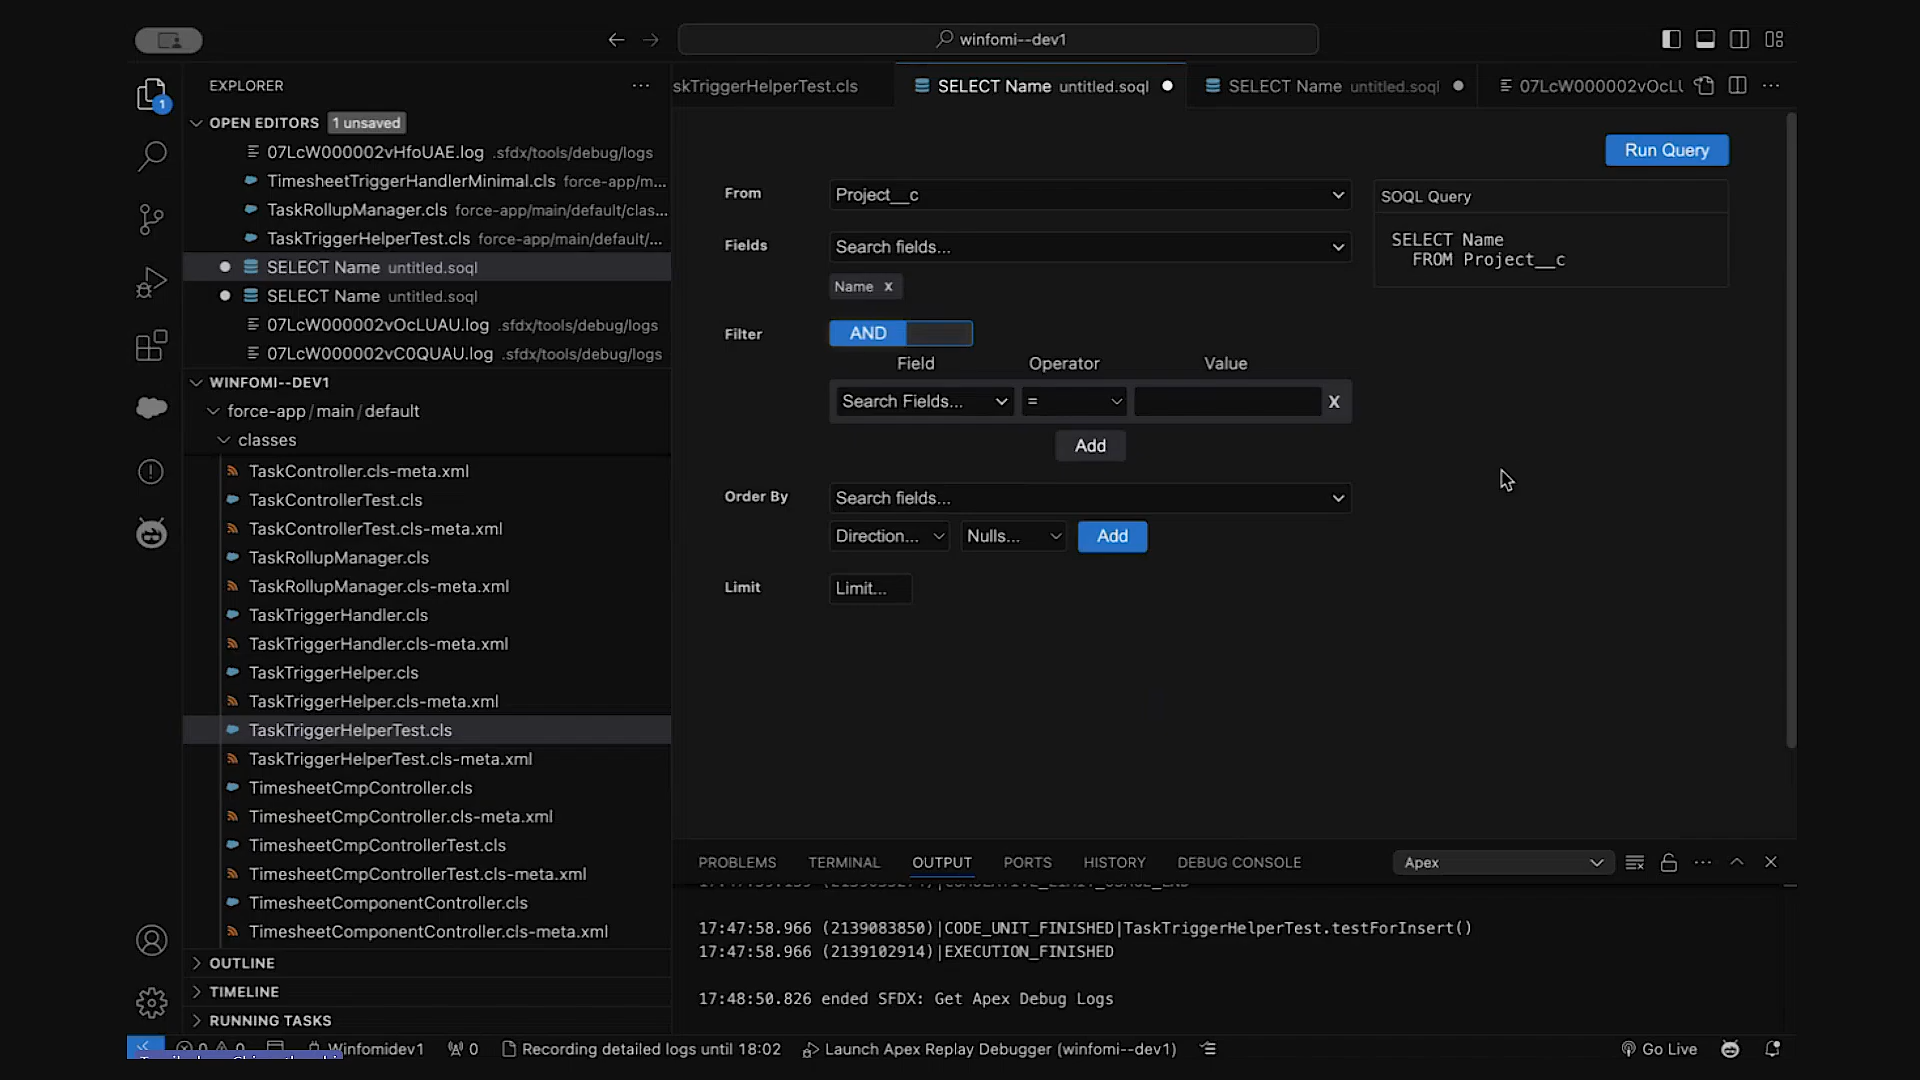 winfomi--dev1
EXPLORER
OPEN EDITORS 1 unsaved
07LcW000002vHfoUAE.log .sfdx/tools/debug/logs
TimesheetTriggerHandlerMinimal.cls force-app/m...
TaskRollupManager.cls force-app/main/default/clas...
TaskTriggerHelperTest.cls force-app/main/default/...
SELECT Name untitled.soql
SELECT Name untitled.soql
07LcW000002vOcLUAU.log .sfdx/tools/debug/logs
07LcW000002vC0QUAU.log .sfdx/tools/debug/logs
WINFOMI--DEV1
force-app/main/default
classes
TaskController.cls-meta.xml
TaskControllerTest.cls
TaskControllerTest.cls-meta.xml
TaskRollupManager.cls
TaskRollupManager.cls-meta.xml
TaskTriggerHandler.cls
TaskTriggerHandler.cls-meta.xml
TaskTriggerHelper.cls
TaskTriggerHelper.cls-meta.xml
TaskTriggerHelperTest.cls
TaskTriggerHelperTest.cls-meta.xml
TimesheetCmpController.cls
TimesheetCmpController.cls-meta.xml
TimesheetCmpControllerTest.cls
TimesheetCmpControllerTest.cls-meta.xml
TimesheetComponentController.cls
TimesheetComponentController.cls-meta.xml
OUTLINE
TIMELINE
RUNNING TASKS
1
skTriggerHelperTest.cls
SELECT Name untitled.soql
SELECT Name untitled.soql
07LcW000002vOcLU
Run Query
From Project__c
Fields Search fields...
Name x
Filter AND
Field Operator Value
Search Fields... = X
Add
Order By Search fields...
Direction... Nulls... Add
Limit Limit...
SOQL Query
SELECT Name
FROM Project__c
PROBLEMS TERMINAL OUTPUT PORTS HISTORY DEBUG CONSOLE Apex
17:47:58.966 (2139083850)|CODE_UNIT_FINISHED|TaskTriggerHelperTest.testForInsert()
17:47:58.966 (2139102914)|EXECUTION_FINISHED
17:48:50.826 ended SFDX: Get Apex Debug Logs
0 0 Winfomidev1 0 Recording detailed logs until 18:02 Launch Apex Replay Debugger (winfomi--dev1) Go Live